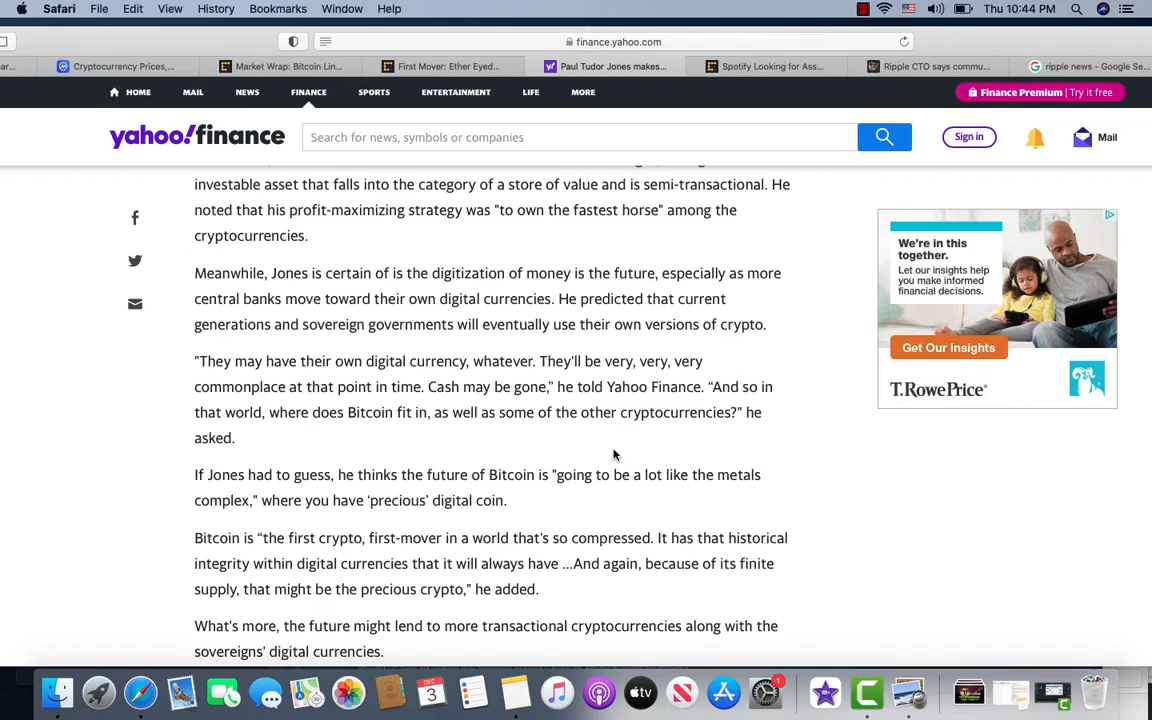 Safari File Edit View History Bookmarks Window Help Thu 10:44 PM
finance.yahoo.com
Cryptocurrency Prices,... Market Wrap: Bitcoin Lin... First Mover: Ether Eyed... Paul Tudor Jones makes... Spotify Looking for Ass... Ripple CTO says commu... ripple news - Google Se...
HOME MAIL NEWS FINANCE SPORTS ENTERTAINMENT LIFE MORE Finance Premium | Try it free
yahoo!finance Search for news, symbols or companies Sign in Mail
investable asset that falls into the category of a store of value and is semi-transactional. He
noted that his profit-maximizing strategy was "to own the fastest horse" among the
cryptocurrencies.
Meanwhile, Jones is certain of is the digitization of money is the future, especially as more
central banks move toward their own digital currencies. He predicted that current
generations and sovereign governments will eventually use their own versions of crypto.
"They may have their own digital currency, whatever. They'll be very, very, very
commonplace at that point in time. Cash may be gone,” he told Yahoo Finance. “And so in
that world, where does Bitcoin fit in, as well as some of the other cryptocurrencies?" he
asked.
If Jones had to guess, he thinks the future of Bitcoin is "going to be a lot like the metals
complex," where you have ‘precious’ digital coin.
Bitcoin is “the first crypto, first-mover in a world that's so compressed. It has that historical
integrity within digital currencies that it will always have ...And again, because of its finite
supply, that might be the precious crypto," he added.
What's more, the future might lend to more transactional cryptocurrencies along with the
sovereigns' digital currencies.
We're in this
together.
Let our insights help
you make informed
financial decisions.
Get Our Insights
T.RowePrice
DEC
3
tv
1